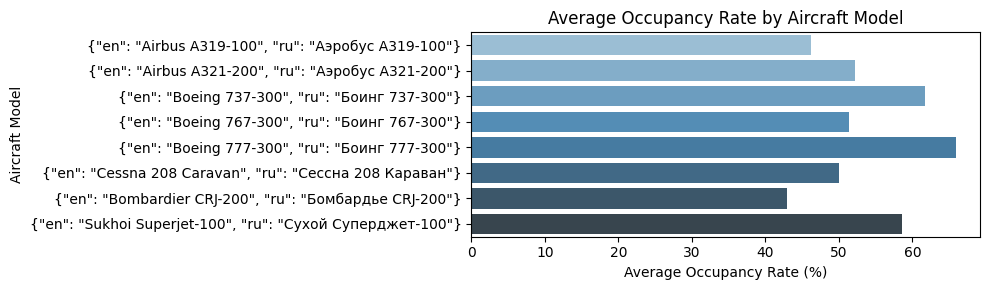 Average Occupancy Rate by Aircraft Model
Aircraft Model
{"en": "Airbus A319-100", "ru": "Аэробус A319-100"}
{"en": "Airbus A321-200", "ru": "Аэробус A321-200"}
{"en": "Boeing 737-300", "ru": "Боинг 737-300"}
{"en": "Boeing 767-300", "ru": "Боинг 767-300"}
{"en": "Boeing 777-300", "ru": "Боинг 777-300"}
{"en": "Cessna 208 Caravan", "ru": "Сессна 208 Караван"}
{"en": "Bombardier CRJ-200", "ru": "Бомбардье CRJ-200"}
{"en": "Sukhoi Superjet-100", "ru": "Сухой Суперджет-100"}
0 10 20 30 40 50 60
Average Occupancy Rate (%)